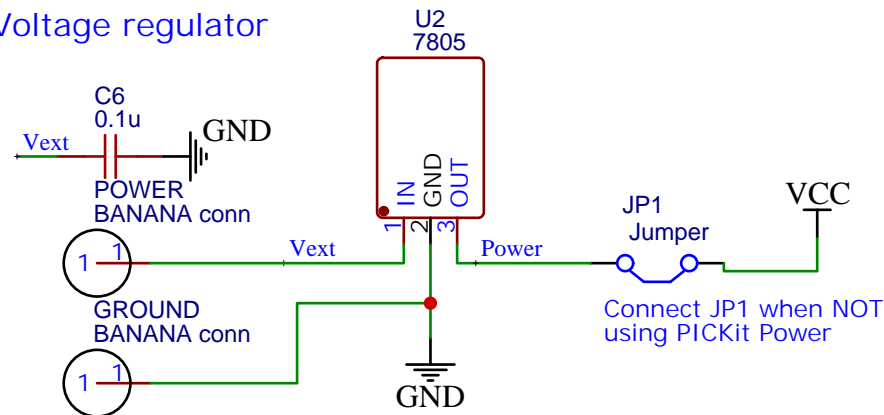 Voltage regulator
U2
7805
C6
0.1u
Vext
GND
POWER
BANANA conn
1 1
Vext
IN
GND
OUT
1
2
3
Power
JP1
Jumper
VCC
Connect JP1 when NOT
using PICKit Power
GROUND
BANANA conn
1 1
GND